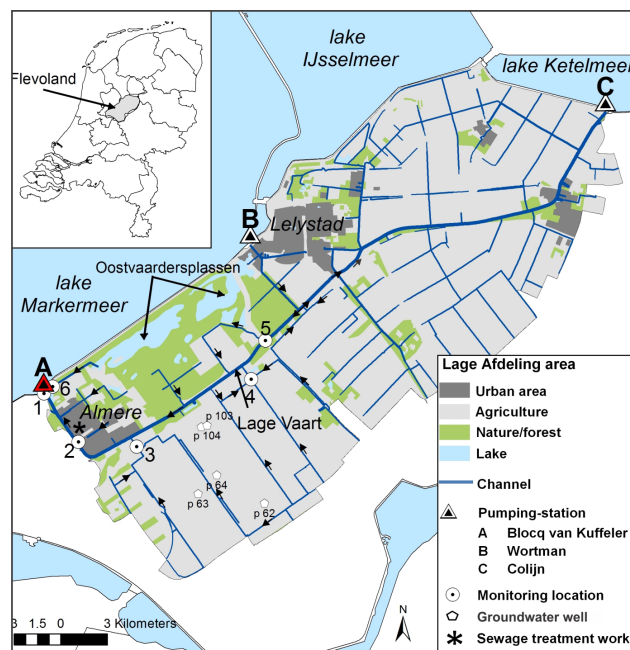 Flevoland
lake
IJsselmeer
lake Ketelmeer
C
B
Lelystad
Oostvaardersplassen
lake
Markermeer
A
6
1
Almere
2
3
4
5
p 103
p 104
Lage Vaart
p 64
p 63
p 62
3 1.5 0 3 Kilometers
N
Lage Afdeling area
Urban area
Agriculture
Nature/forest
Lake
Channel
Pumping-station
A Blocq van Kuffeler
B Wortman
C Colijn
Monitoring location
Groundwater well
Sewage treatment work